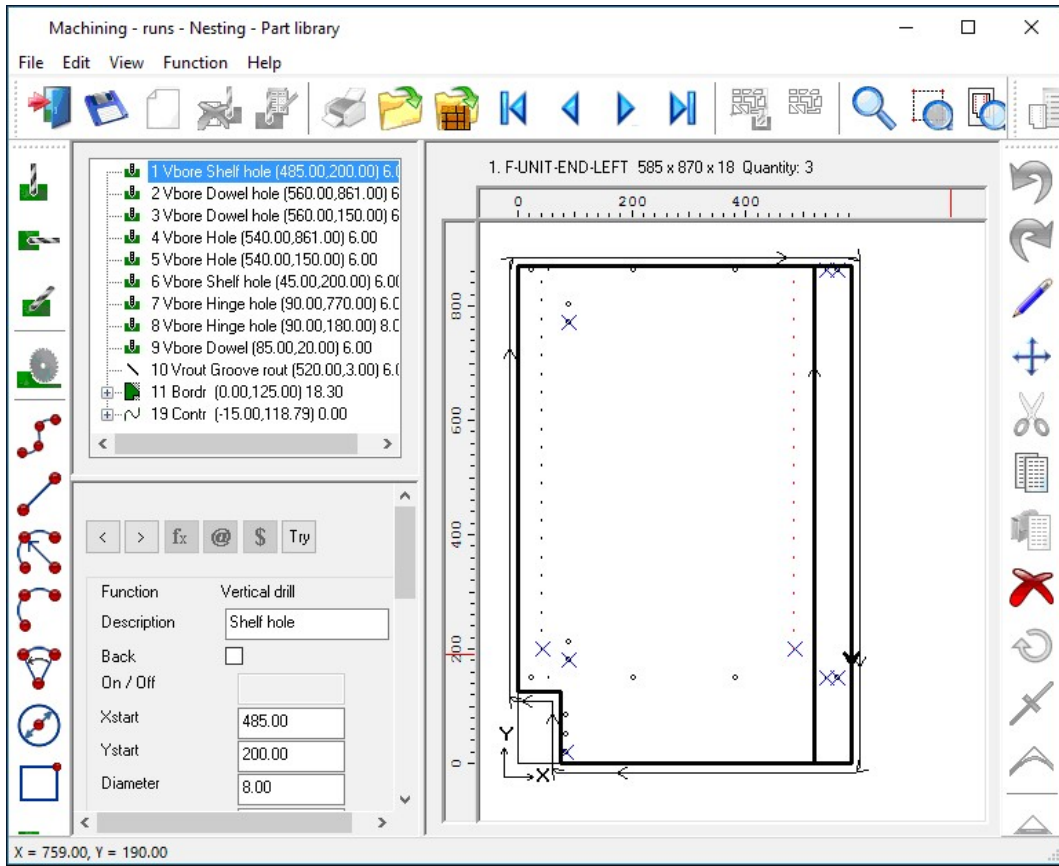 Machining - runs - Nesting - Part library
File Edit View Function Help
1 Vbore Shelf hole (485.00,200.00) 6.0
2 Vbore Dowel hole (560.00,861.00) 6
3 Vbore Dowel hole (560.00,150.00) 6
4 Vbore Hole (540.00,861.00) 6.00
5 Vbore Hole (540.00,150.00) 6.00
6 Vbore Shelf hole (45.00,200.00) 6.00
7 Vbore Hinge hole (90.00,770.00) 6.0
8 Vbore Hinge hole (90.00,180.00) 8.0
9 Vbore Dowel (85.00,20.00) 6.00
10 Vrout Groove rout (520.00,3.00) 6.0
11 Bordr (0.00,125.00) 18.30
19 Contr (-15.00,118.79) 0.00
< > fx @ $ Try
Function Vertical drill
Description Shelf hole
Back
On / Off
Xstart 485.00
Ystart 200.00
Diameter 8.00
1. F-UNIT-END-LEFT 585 x 870 x 18 Quantity: 3
0 200 400
800
600
400
200
0
Y
X
X = 759.00, Y = 190.00